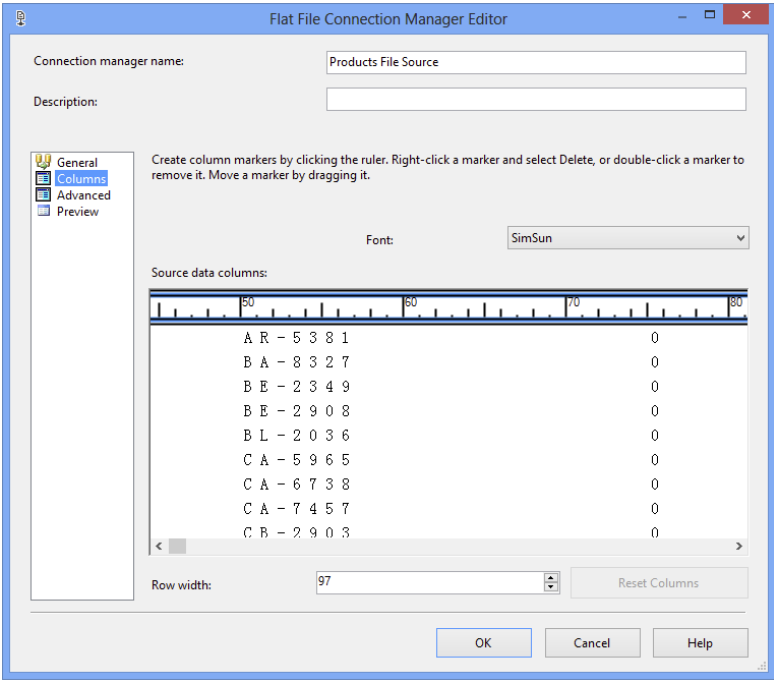 Flat File Connection Manager Editor
Connection manager name:
Products File Source
Description:
General
Columns
Advanced
Preview
Create column markers by clicking the ruler. Right-click a marker and select Delete, or double-click a marker to
remove it. Move a marker by dragging it.
Font:
SimSun
Source data columns:
50 60 70 80
AR-5381 0
BA-8327 0
BE-2349 0
BE-2908 0
BL-2036 0
CA-5965 0
CA-6738 0
CA-7457 0
CB-2903 0
Row width:
97
Reset Columns
OK
Cancel
Help